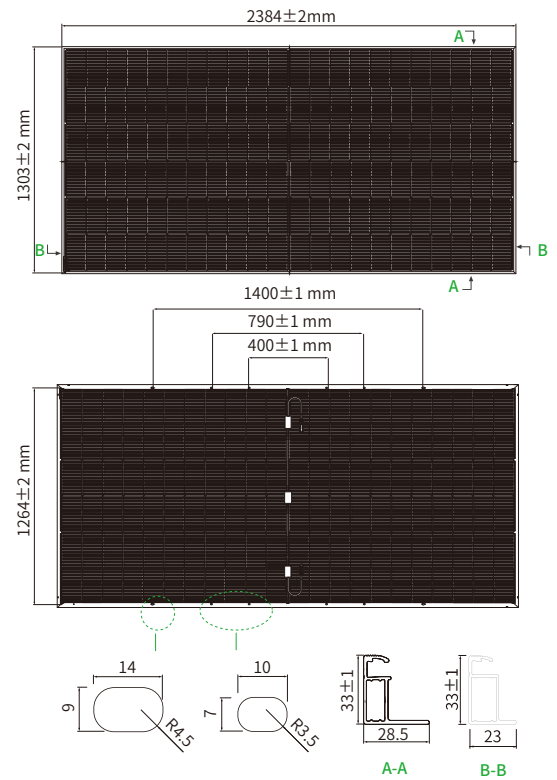 2384±2mm
A
1303±2 mm
B
B
A
1400±1 mm
790±1 mm
400±1 mm
1264±2 mm
14
9
R4.5
10
7
R3.5
33±1
28.5
A-A
33±1
23
B-B